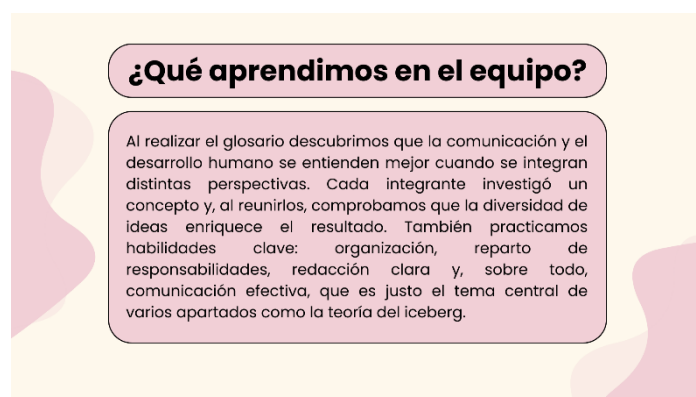 ¿Qué aprendimos en el equipo?
Al realizar el glosario descubrimos que la comunicación y el
desarrollo humano se entienden mejor cuando se integran
distintas perspectivas. Cada integrante investigó un
concepto y, al reunirlos, comprobamos que la diversidad de
ideas enriquece el resultado. También practicamos
habilidades clave: organización, reparto de
responsabilidades, redacción clara y, sobre todo,
comunicación efectiva, que es justo el tema central de
varios apartados como la teoría del iceberg.